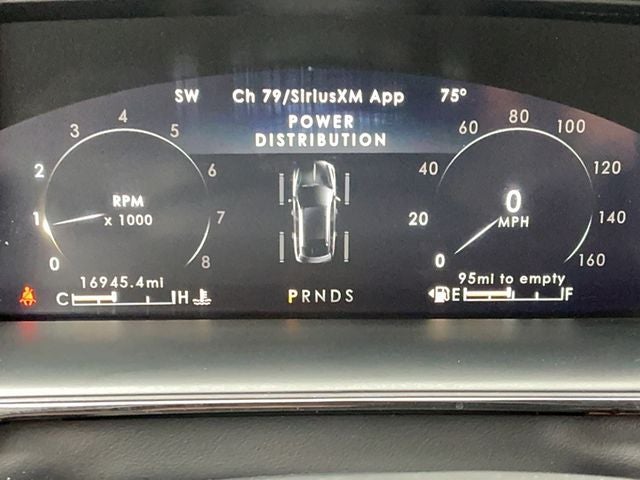 SW Ch 79/SiriusXM App 75°
POWER
DISTRIBUTION
0 1 2 3 4 5 6 7 8
RPM
x 1000
0 20 40 60 80 100 120 140 160
0
MPH
16945.4mi
95mi to empty
C H
PRNDS
E F